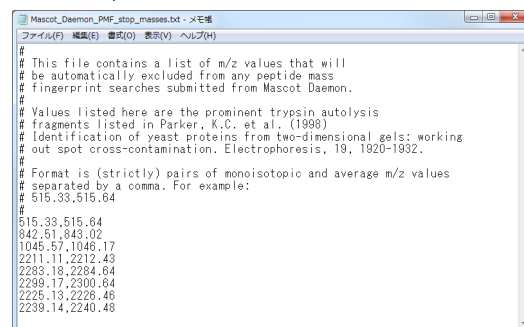 Mascot_Daemon_PMF_stop_masses.txt - メモ帳
ファイル(F) 編集(E) 書式(O) 表示(V) ヘルプ(H)
#
# This file contains a list of m/z values that will
# be automatically excluded from any peptide mass
# fingerprint searches submitted from Mascot Daemon.
#
# Values listed here are the prominent trypsin autolysis
# fragments listed in Parker, K.C. et al. (1998)
# Identification of yeast proteins from two-dimensional gels: working
# out spot cross-contamination. Electrophoresis, 19, 1920-1932.
#
# Format is (strictly) pairs of monoisotopic and average m/z values
# separated by a comma. For example:
# 515.33,515.64
#
515.33,515.64
842.51,843.02
1045.57,1046.17
2211.11,2212.43
2283.18,2284.64
2299.17,2300.64
2225.13,2226.46
2239.14,2240.48